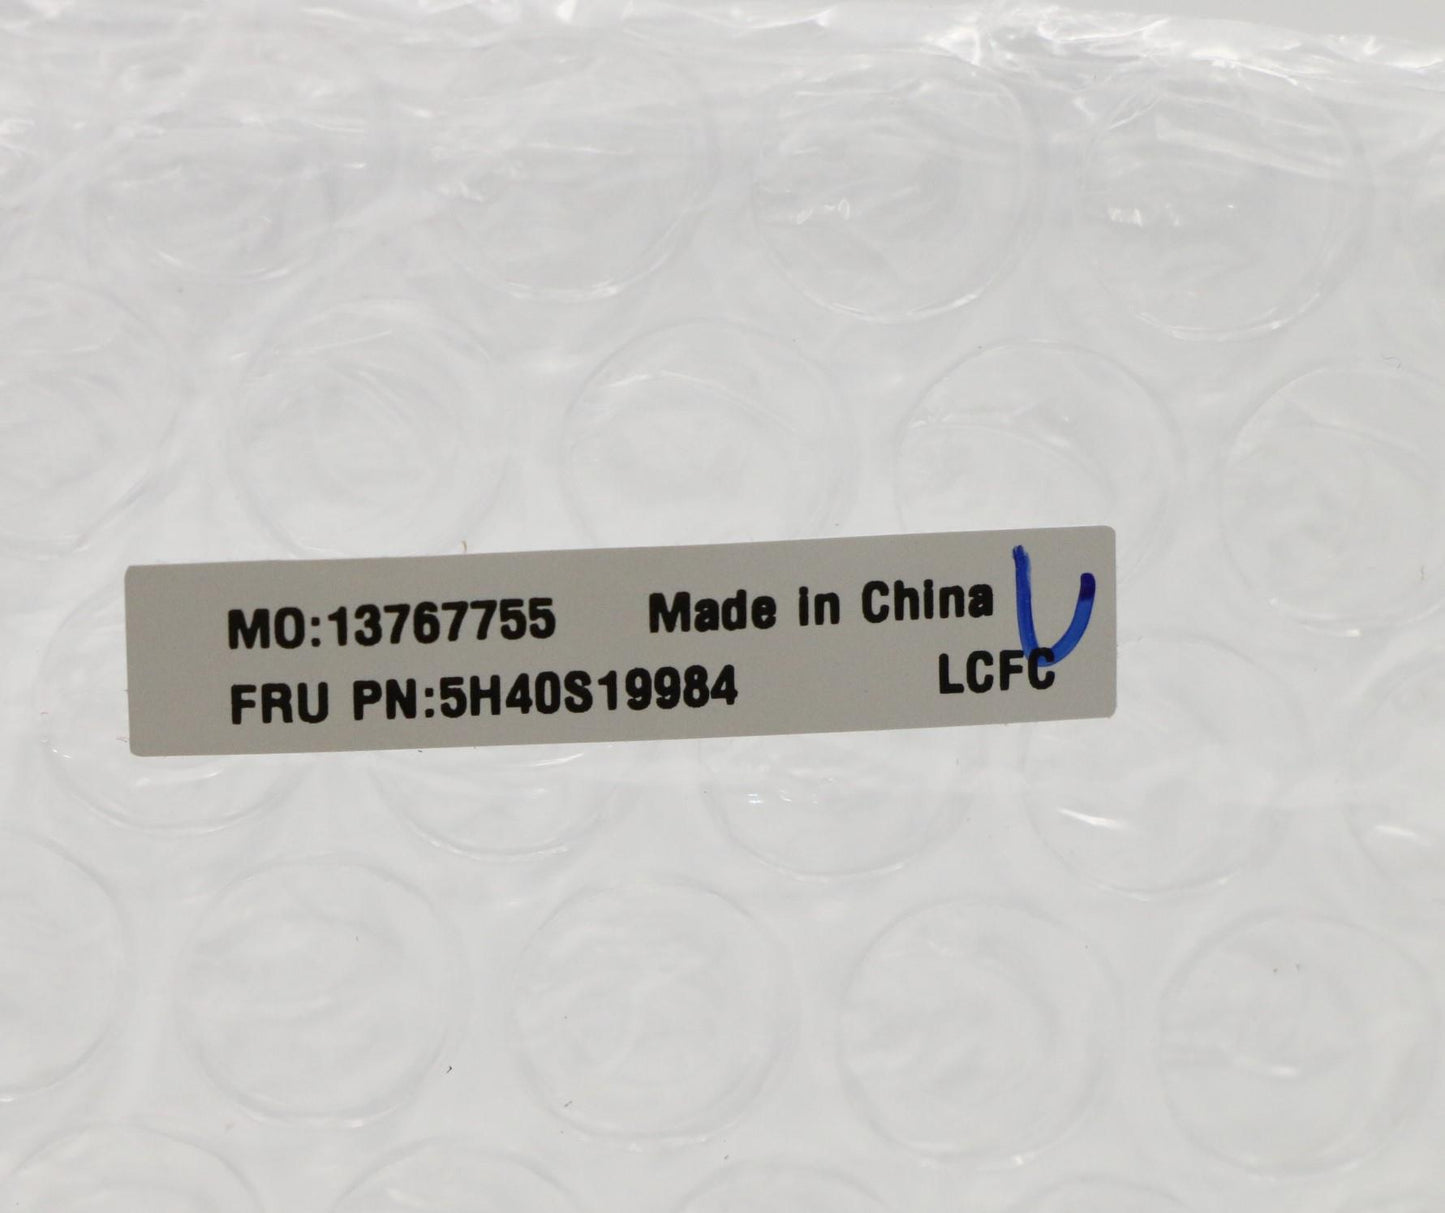 MO:13767755 Made in China
FRU PN:5H40S19984 LCFC